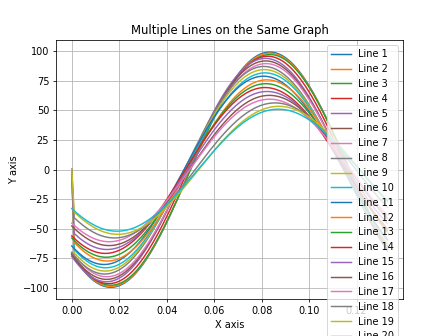 Multiple Lines on the Same Graph
Y axis
100
75
50
25
0
−25
−50
−75
−100
0.00
0.02
0.04
0.06
0.08
0.10
X axis
Line 1
Line 2
Line 3
Line 4
Line 5
Line 6
Line 7
Line 8
Line 9
Line 10
Line 11
Line 12
Line 13
Line 14
Line 15
Line 16
Line 17
Line 18
Line 19
Line 20